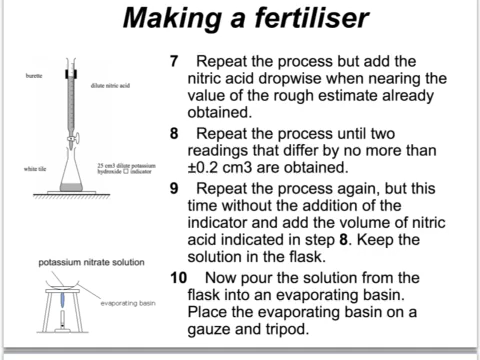 Making a fertiliser
7 Repeat the process but add the
nitric acid dropwise when nearing the
value of the rough estimate already
obtained.
8 Repeat the process until two
readings that differ by no more than
±0.2 cm3 are obtained.
9 Repeat the process again, but this
time without the addition of the
indicator and add the volume of nitric
acid indicated in step 8. Keep the
solution in the flask.
10 Now pour the solution from the
flask into an evaporating basin.
Place the evaporating basin on a
gauze and tripod.
burette
dilute nitric acid
white tile
25 cm3 dilute potassium
hydroxide □ indicator
potassium nitrate solution
evaporating basin